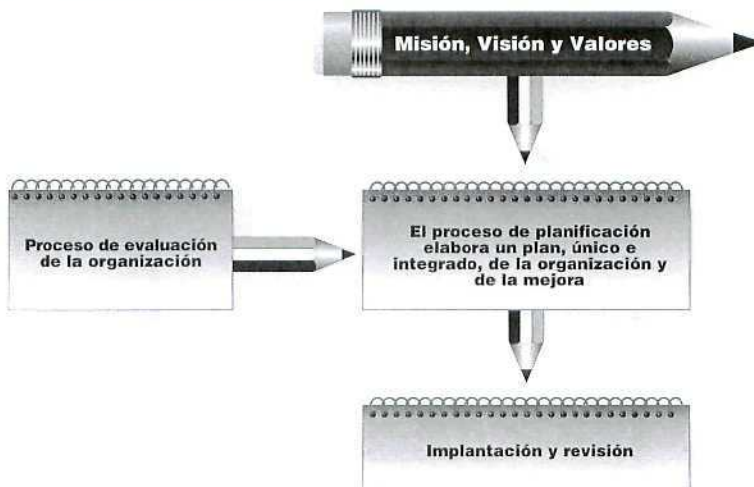 Misión, Visión y Valores
Proceso de evaluación
de la organización
El proceso de planificación
elabora un plan, único e
integrado, de la organización y
de la mejora
Implantación y revisión